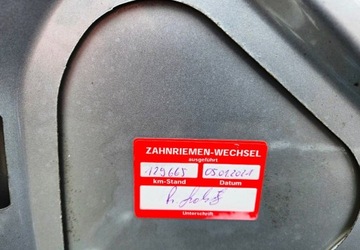 ZAHNRIEMEN-WECHSEL
ausgeführt
129665 05.01.2021
km-Stand Datum
Unterschrift